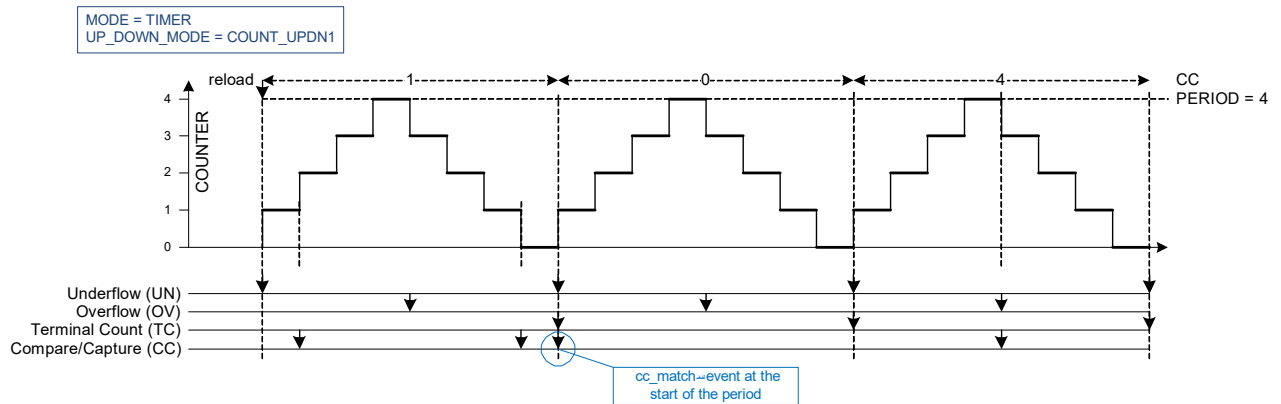 MODE = TIMER
UP_DOWN_MODE = COUNT_UPDN1
reload
1
0
4
CC
PERIOD = 4
COUNTER
4
3
2
1
0
Underflow (UN)
Overflow (OV)
Terminal Count (TC)
Compare/Capture (CC)
cc_match event at the
start of the period